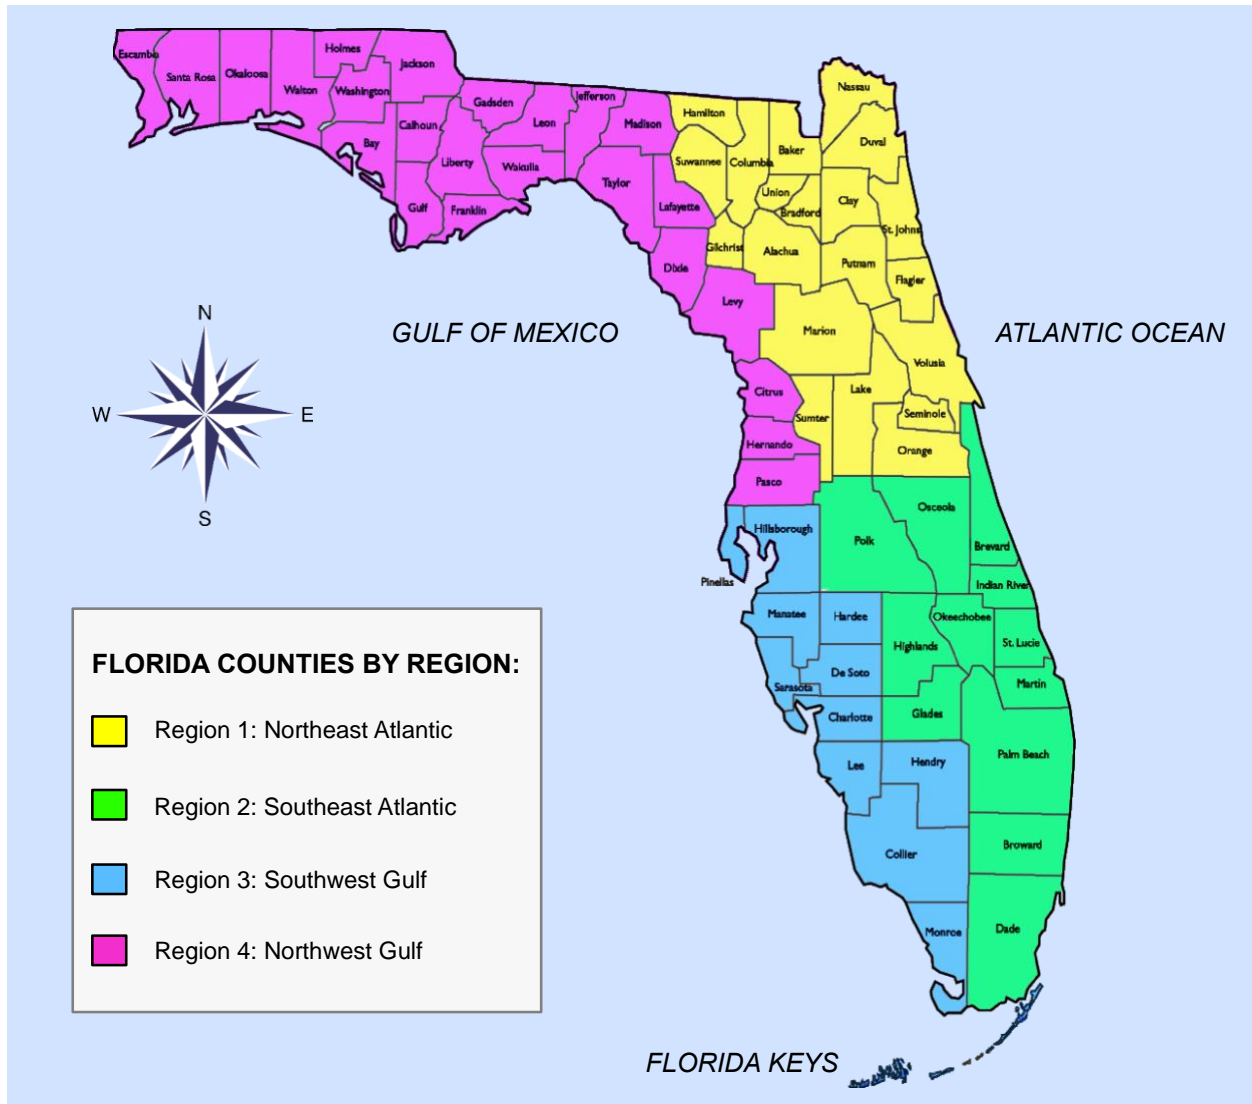 Escambia
Santa Rosa
Okaloosa
Walton
Holmes
Washington
Jackson
Bay
Calhoun
Gulf
Liberty
Gadsden
Franklin
Leon
Wakulla
Jefferson
Madison
Taylor
Lafayette
Dixie
Hamilton
Suwannee
Columbia
Baker
Nassau
Duval
Union
Bradford
Clay
St. Johns
Gilchrist
Alachua
Putnam
Flagler
Levy
Marion
Volusia
Citrus
Sumter
Lake
Seminole
Hernando
Orange
Pasco
Osceola
Hillsborough
Polk
Brevard
Pinellas
Indian River
Manatee
Hardee
Highlands
Okeechobee
St. Lucie
Sarasota
De Soto
Martin
Charlotte
Glades
Lee
Hendry
Palm Beach
Collier
Broward
Monroe
Dade
GULF OF MEXICO
ATLANTIC OCEAN
N
W
E
S
FLORIDA COUNTIES BY REGION:
Region 1: Northeast Atlantic
Region 2: Southeast Atlantic
Region 3: Southwest Gulf
Region 4: Northwest Gulf
FLORIDA KEYS